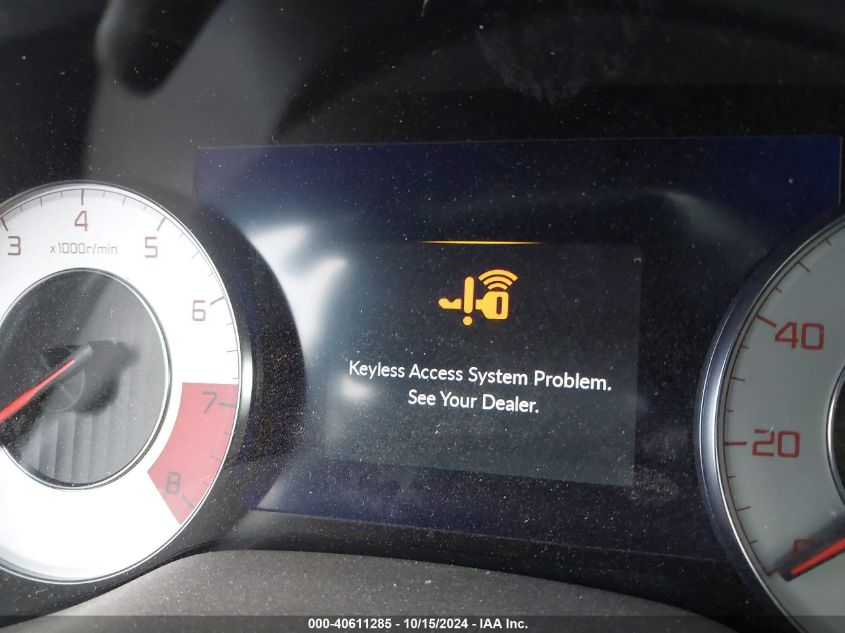 3
4
5
x1000r/min
6
7
8
Keyless Access System Problem.
See Your Dealer.
40
20
0
000-40611285 - 10/15/2024 - IAA Inc.